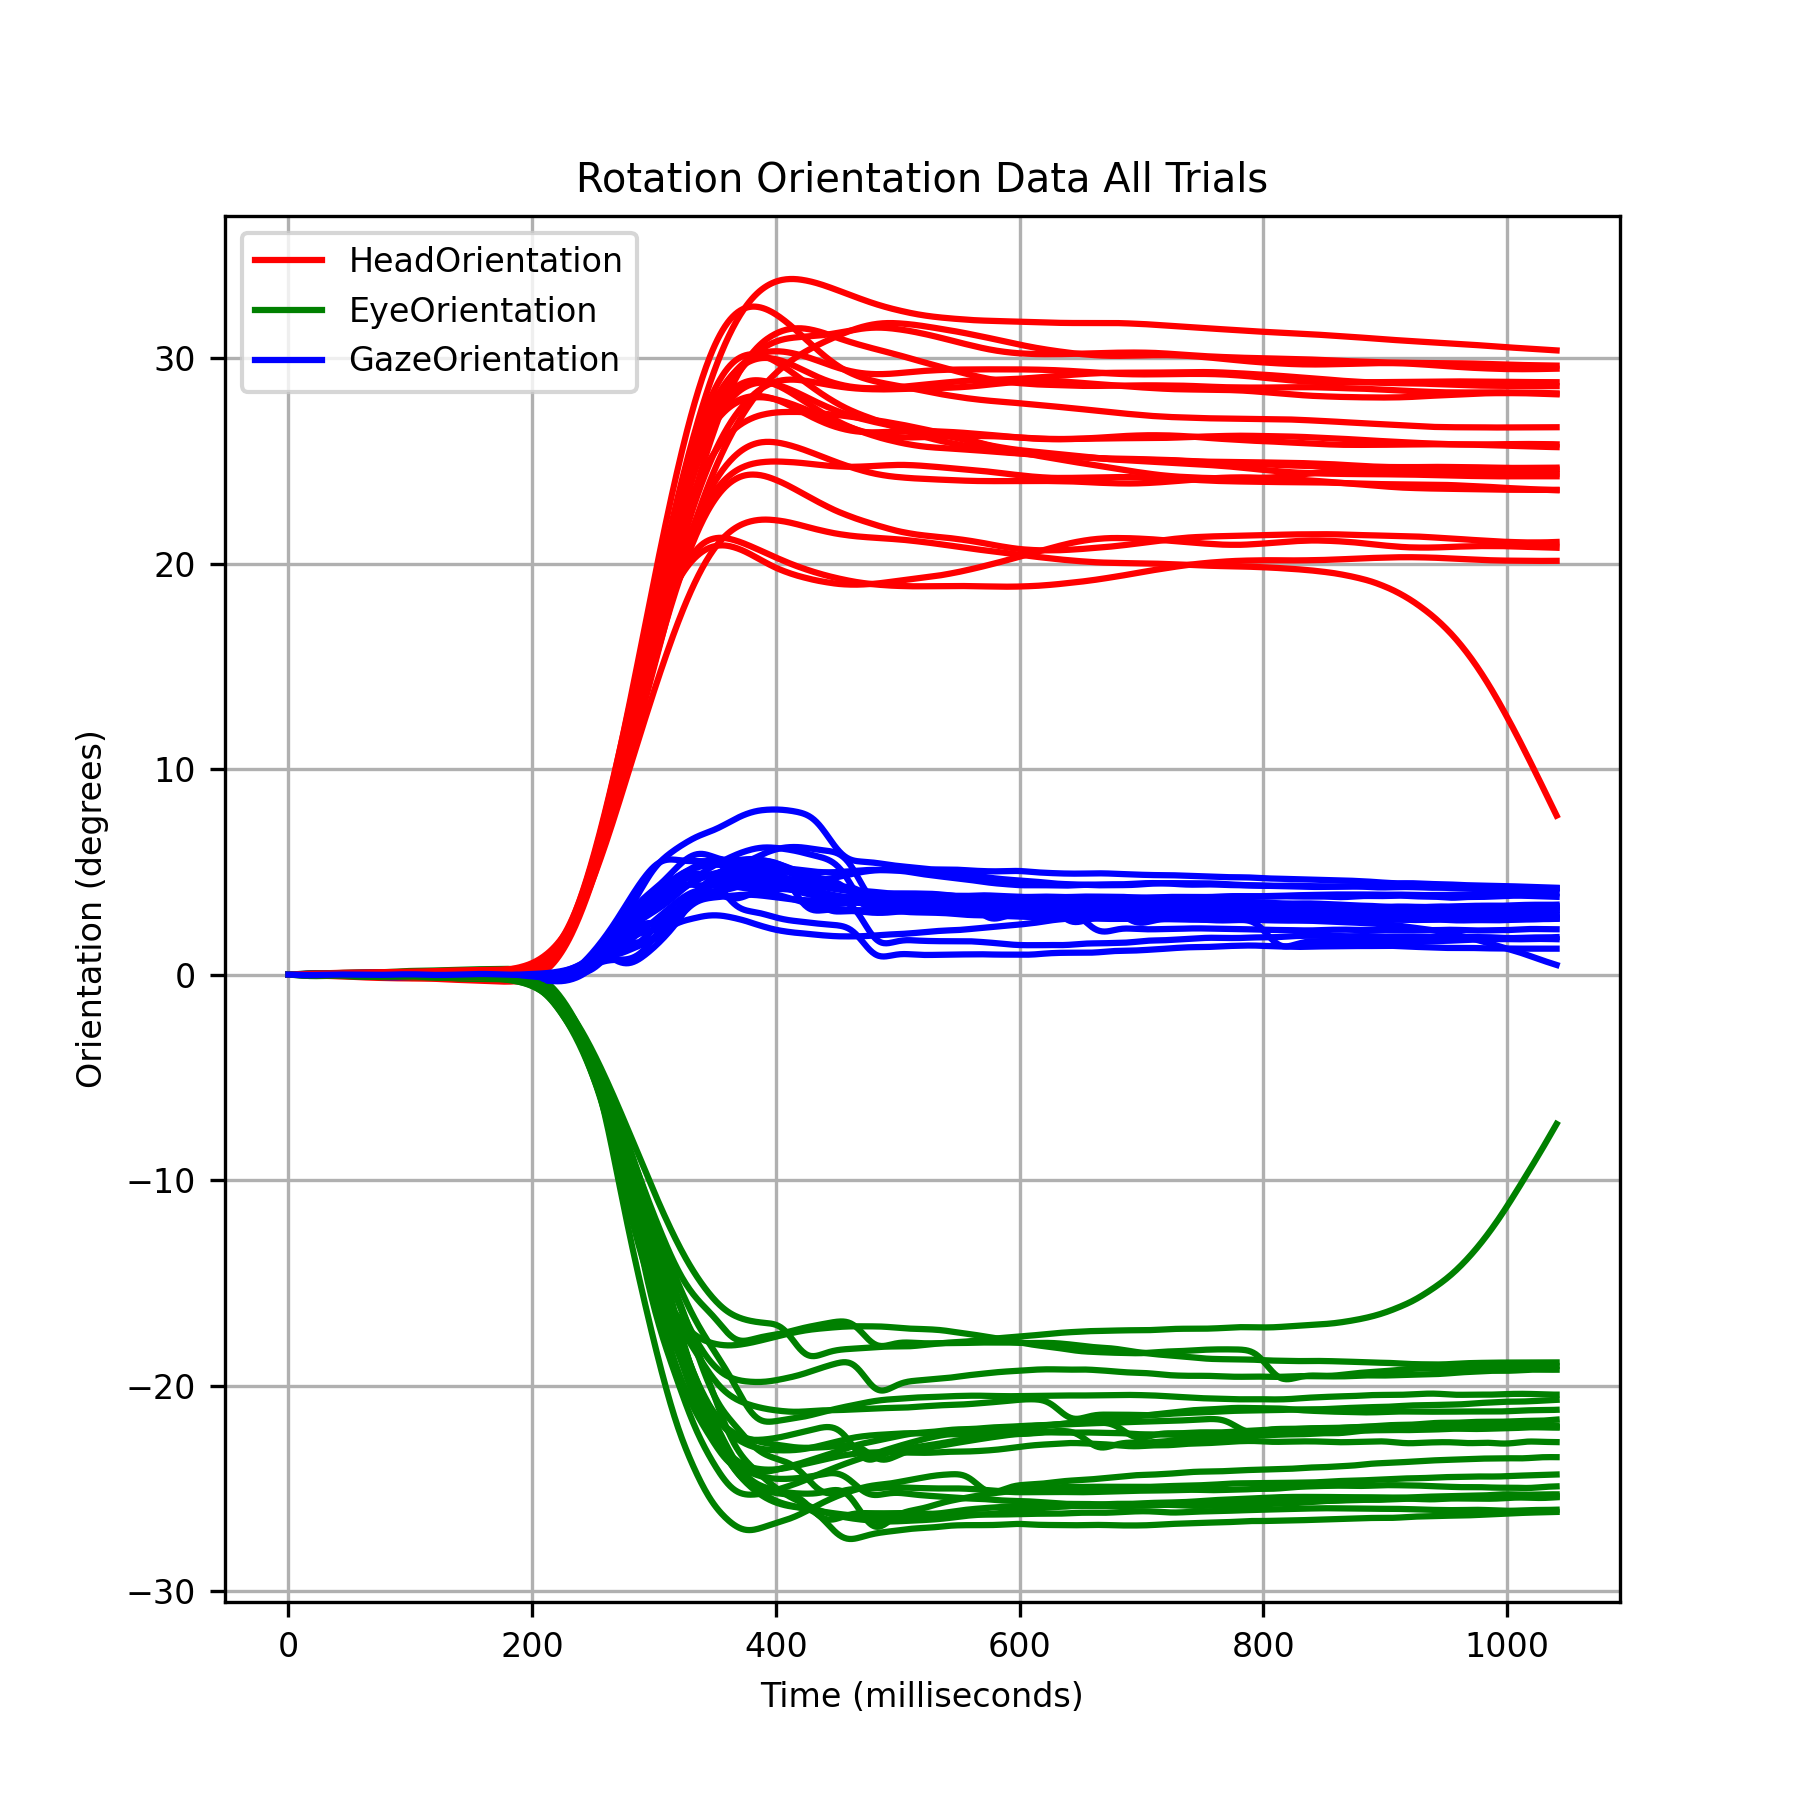 Rotation Orientation Data All Trials
HeadOrientation
EyeOrientation
GazeOrientation
Orientation (degrees)
30
20
10
0
−10
−20
−30
0 200 400 600 800 1000
Time (milliseconds)